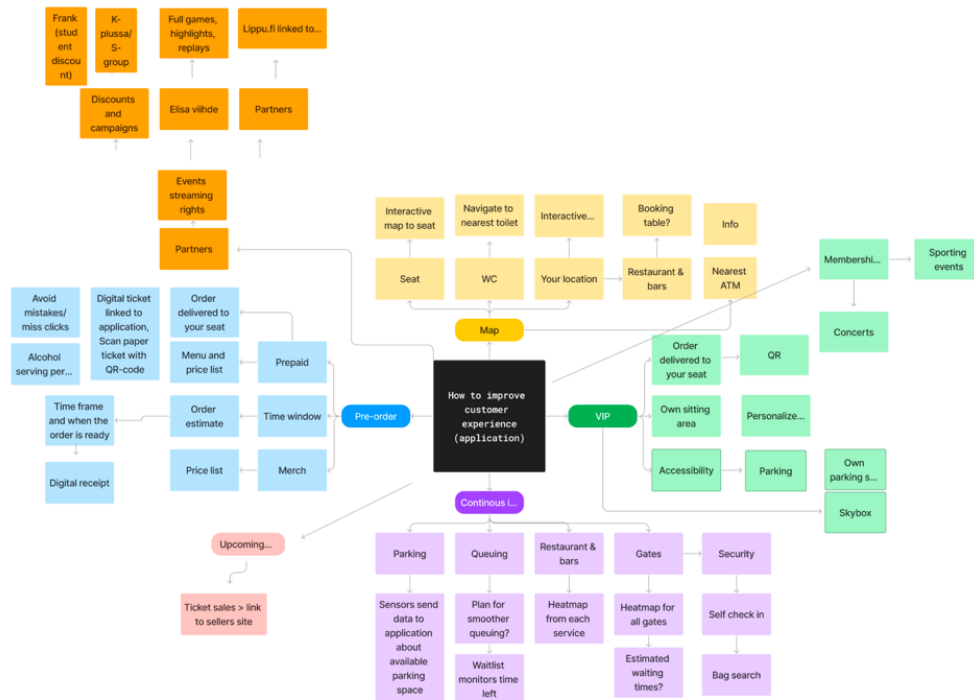 Frank
(stud
ent
discou
nt)
K-
plussa/
S-
group
Full games,
highlights,
replays
Lippu.fi linked to...
Discounts
and
campaigns
Elisa viihde
Partners
Events
streaming
rights
Partners
Interactive
map to seat
Navigate to
nearest toilet
Interactive...
Booking
table?
Info
Seat
WC
Your location
Restaurant &
bars
Nearest
ATM
Map
Membershi...
Sporting
events
Concerts
Avoid
mistakes/
miss clicks
Digital ticket
linked to
application,
Scan paper
ticket with
QR-code
Order
delivered to
your seat
Alcohol
serving per...
Menu and
price list
Prepaid
Time frame
and when the
order is ready
Order
estimate
Time window
Pre-order
Digital receipt
Price list
Merch
How to improve
customer
experience
(application)
VIP
Order
delivered to
your seat
QR
Own sitting
area
Personalize...
Accessibility
Parking
Own
parking s...
Skybox
Continous i...
Upcoming...
Ticket sales > link
to sellers site
Parking
Queuing
Restaurant &
bars
Gates
Security
Sensors send
data to
application
about
available
parking
space
Plan for
smoother
queuing?
Heatmap
from each
service
Heatmap for
all gates
Self check in
Waitlist
monitors time
left
Estimated
waiting
times?
Bag search